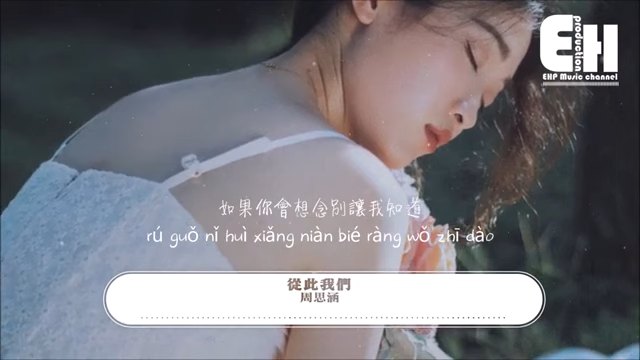 EH
production
EHP Music channel
如果你會想念別讓我知道
rú guǒ nǐ huì xiǎng niàn bié ràng wǒ zhī dào
從此我們
周思涵